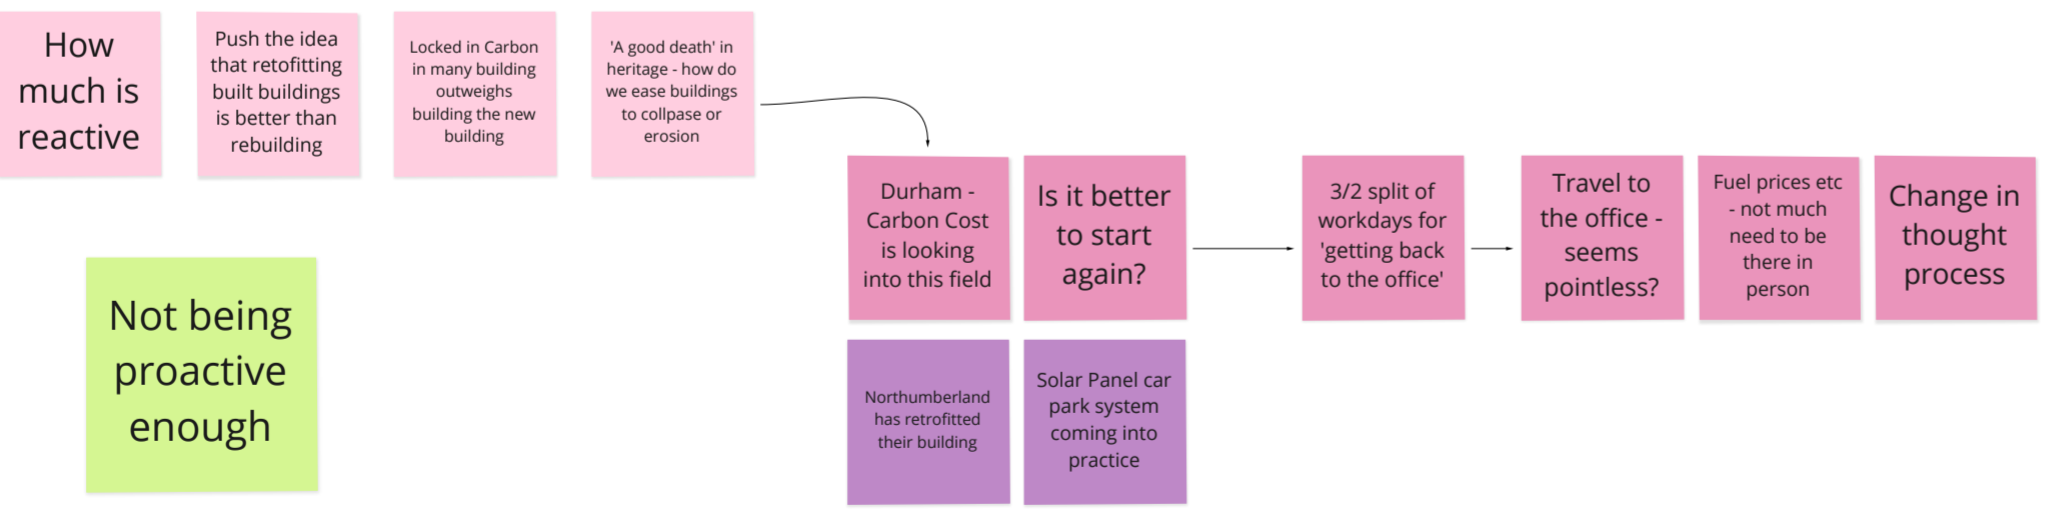 How
much is
reactive
Push the idea
that retofitting
built buildings
is better than
rebuilding
Locked in Carbon
in many building
outweighs
building the new
building
'A good death' in
heritage - how do
we ease buildings
to collpase or
erosion
Durham -
Carbon Cost
is looking
into this field
Is it better
to start
again?
3/2 split of
workdays for
'getting back
to the office'
Travel to
the office -
seems
pointless?
Fuel prices etc
- not much
need to be
there in
person
Change in
thought
process
Not being
proactive
enough
Northumberland
has retrofitted
their building
Solar Panel car
park system
coming into
practice